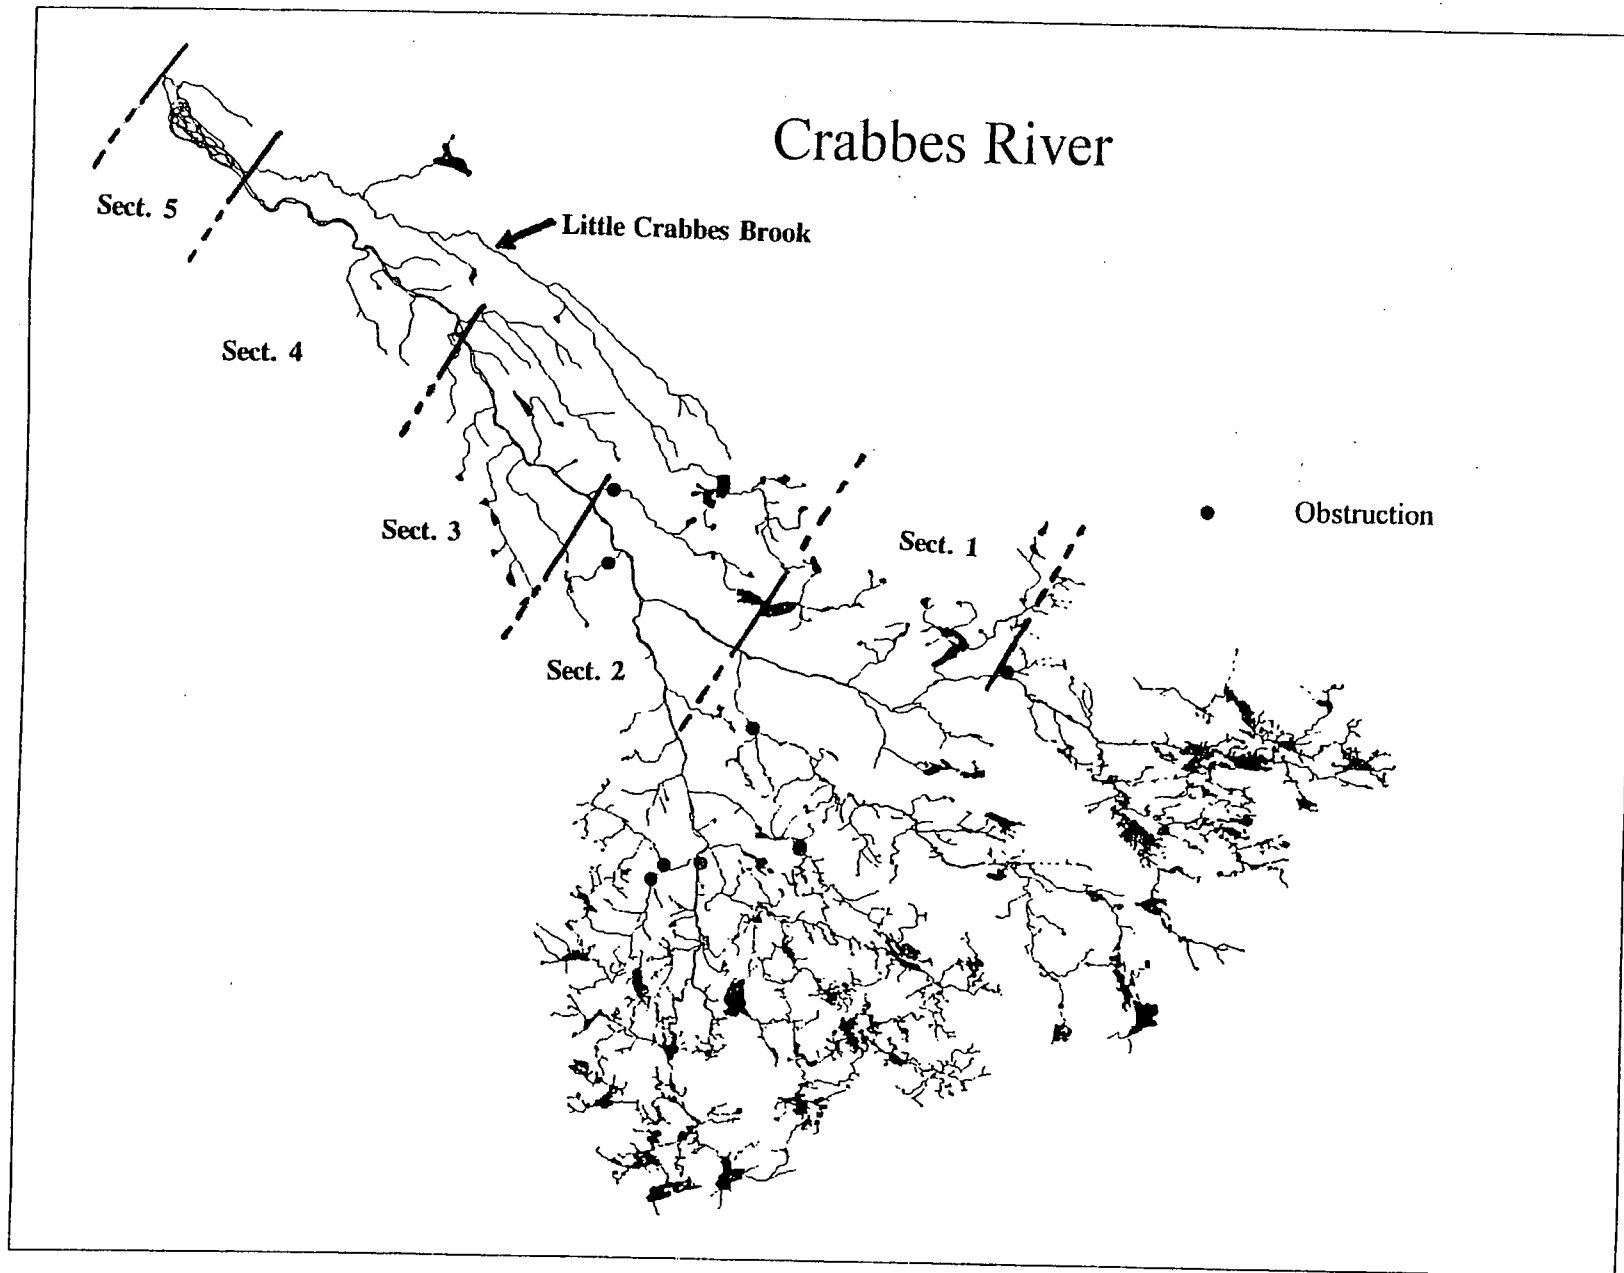 Crabbes River
Sect. 5
Little Crabbes Brook
Sect. 4
Sect. 3
Sect. 1
Obstruction
Sect. 2